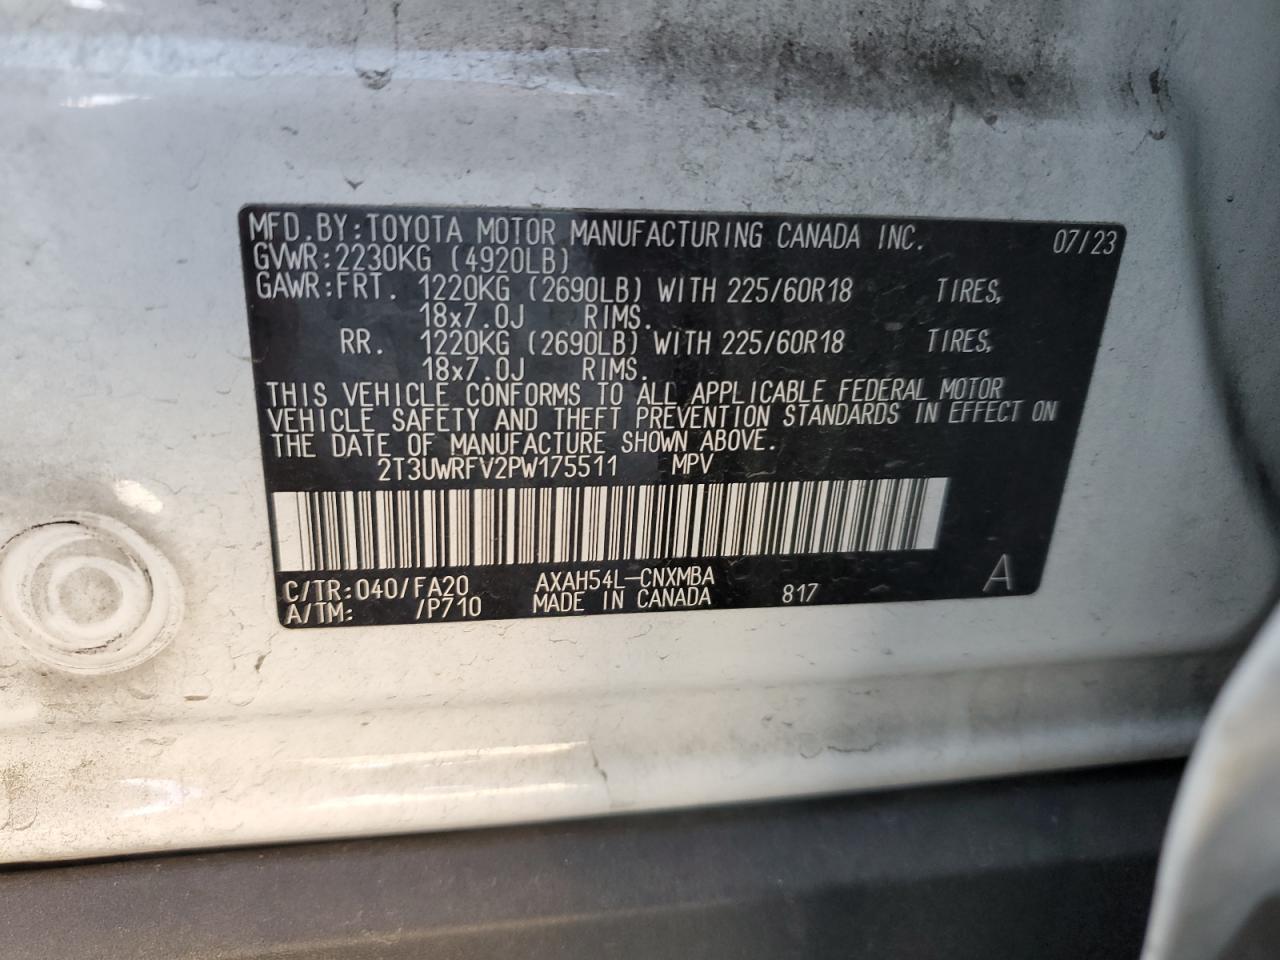 MFD.BY:TOYOTA MOTOR MANUFACTURING CANADA INC. 07/23
GVWR:2230KG (4920LB)
GAWR:FRT. 1220KG (2690LB) WITH 225/60R18 TIRES,
18x7.0J RIMS.
RR. 1220KG (2690LB) WITH 225/60R18 TIRES,
18x7.0J RIMS.
THIS VEHICLE CONFORMS TO ALL APPLICABLE FEDERAL MOTOR
VEHICLE SAFETY AND THEFT PREVENTION STANDARDS IN EFFECT ON
THE DATE OF MANUFACTURE SHOWN ABOVE.
2T3UWRFV2PW175511 MPV
C/TR:040/FA20 AXAH54L-CNXMBA
A/TM: /P710 MADE IN CANADA 817 A